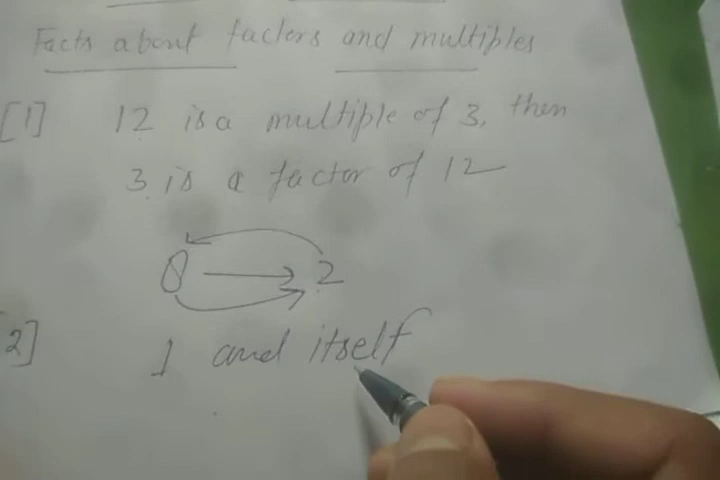 Facts about factors and multiples
[1] 12 is a multiple of 3, then
3 is a factor of 12
8 2
2] 1 and itself